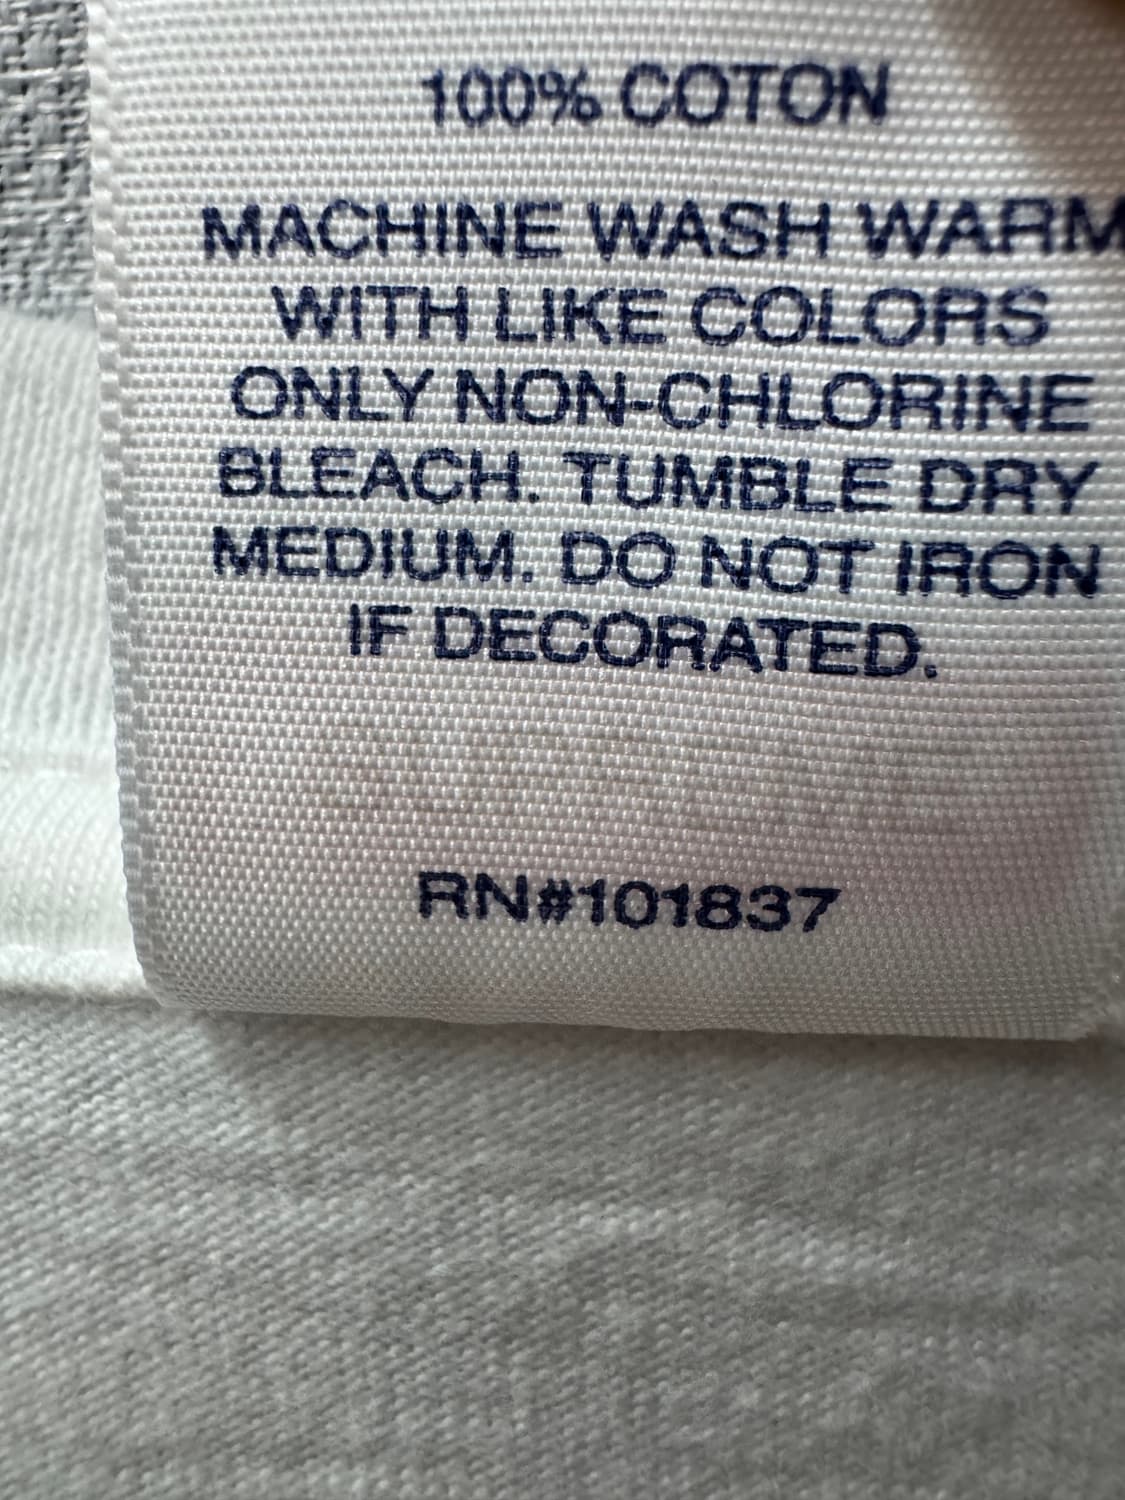 100% COTON
MACHINE WASH WARM
WITH LIKE COLORS
ONLY NON-CHLORINE
BLEACH. TUMBLE DRY
MEDIUM. DO NOT IRON
IF DECORATED.
RN#101837